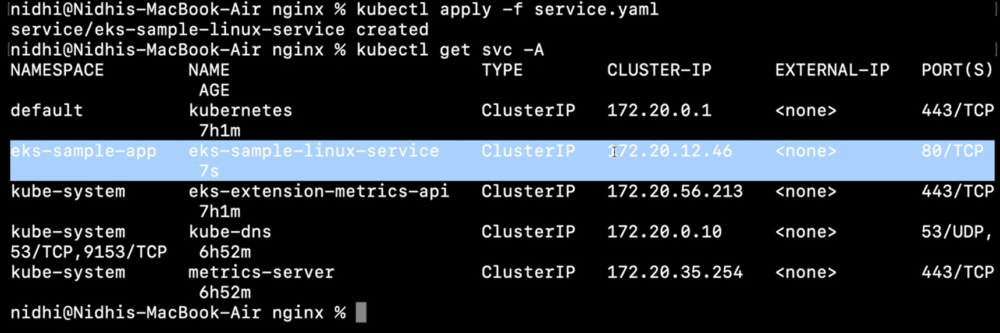 nidhi@Nidhis-MacBook-Air nginx % kubectl apply -f service.yaml
service/eks-sample-linux-service created
nidhi@Nidhis-MacBook-Air nginx % kubectl get svc -A
NAMESPACE NAME TYPE CLUSTER-IP EXTERNAL-IP PORT(S)
AGE
default kubernetes ClusterIP 172.20.0.1 <none> 443/TCP
7h1m
eks-sample-app eks-sample-linux-service ClusterIP 172.20.12.46 <none> 80/TCP
7s
kube-system eks-extension-metrics-api ClusterIP 172.20.56.213 <none> 443/TCP
7h1m
kube-system kube-dns ClusterIP 172.20.0.10 <none> 53/UDP,
53/TCP,9153/TCP 6h52m
kube-system metrics-server ClusterIP 172.20.35.254 <none> 443/TCP
6h52m
nidhi@Nidhis-MacBook-Air nginx %